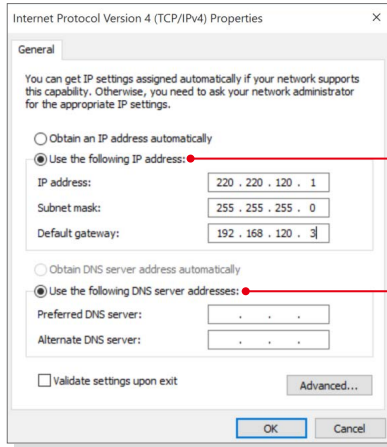 Internet Protocol Version 4 (TCP/IPv4) Properties
General
You can get IP settings assigned automatically if your network supports
this capability. Otherwise, you need to ask your network administrator
for the appropriate IP settings.
Obtain an IP address automatically
Use the following IP address:
IP address: 220 . 220 . 120 . 1
Subnet mask: 255 . 255 . 255 . 0
Default gateway: 192 . 168 . 120 . 3
Obtain DNS server address automatically
Use the following DNS server addresses:
Preferred DNS server: . . .
Alternate DNS server: . . .
Validate settings upon exit
Advanced...
OK Cancel